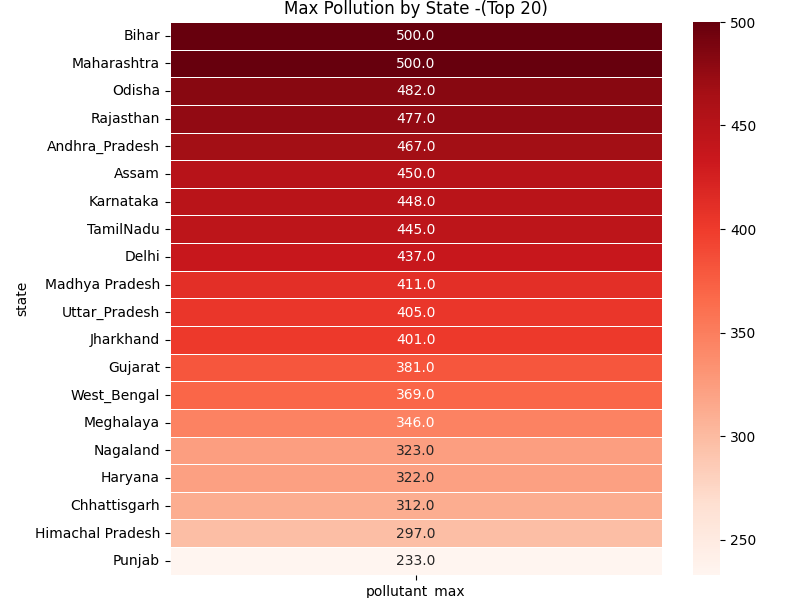 Max Pollution by State -(Top 20)
state
Bihar 500.0
Maharashtra 500.0
Odisha 482.0
Rajasthan 477.0
Andhra_Pradesh 467.0
Assam 450.0
Karnataka 448.0
TamilNadu 445.0
Delhi 437.0
Madhya Pradesh 411.0
Uttar_Pradesh 405.0
Jharkhand 401.0
Gujarat 381.0
West_Bengal 369.0
Meghalaya 346.0
Nagaland 323.0
Haryana 322.0
Chhattisgarh 312.0
Himachal Pradesh 297.0
Punjab 233.0
pollutant_max
500
450
400
350
300
250